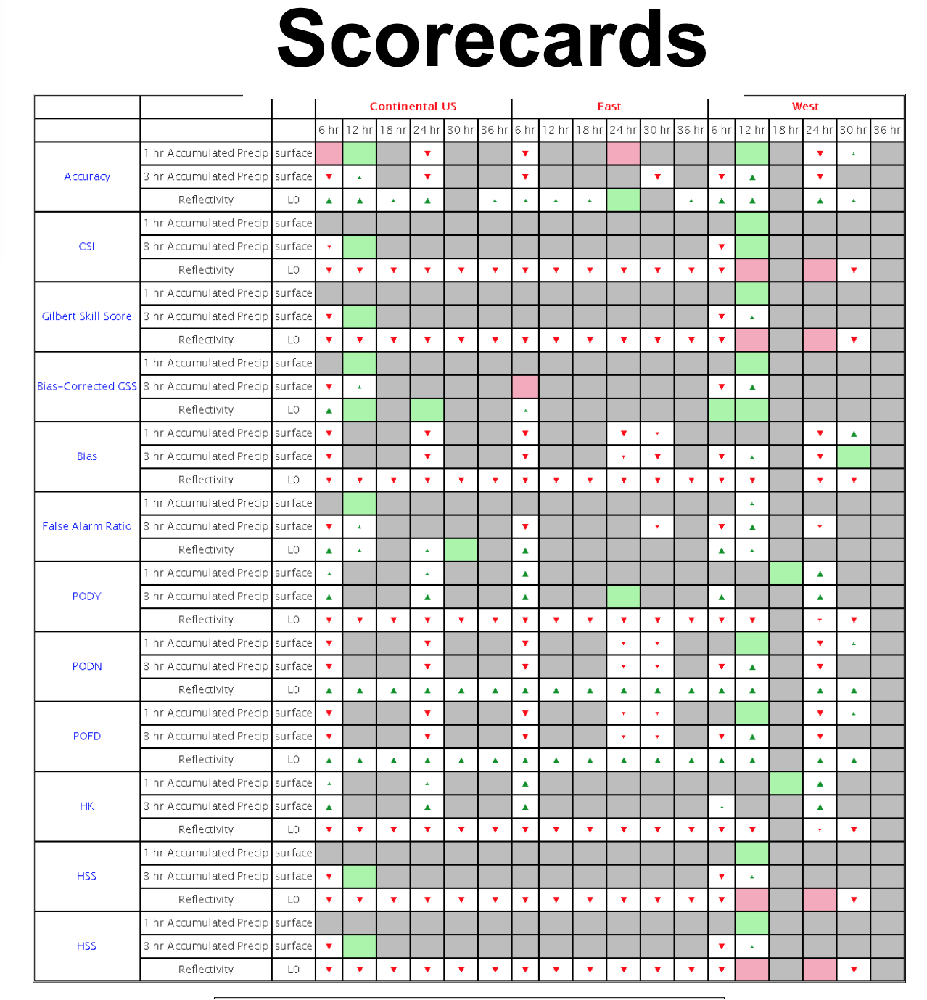 Scorecards
Continental US East West
6 hr 12 hr 18 hr 24 hr 30 hr 36 hr 6 hr 12 hr 18 hr 24 hr 30 hr 36 hr 6 hr 12 hr 18 hr 24 hr 30 hr 36 hr
1 hr Accumulated Precip surface
Accuracy 3 hr Accumulated Precip surface
Reflectivity L0
1 hr Accumulated Precip surface
CSI 3 hr Accumulated Precip surface
Reflectivity L0
1 hr Accumulated Precip surface
Gilbert Skill Score 3 hr Accumulated Precip surface
Reflectivity L0
1 hr Accumulated Precip surface
Bias-Corrected GSS 3 hr Accumulated Precip surface
Reflectivity L0
1 hr Accumulated Precip surface
Bias 3 hr Accumulated Precip surface
Reflectivity L0
1 hr Accumulated Precip surface
False Alarm Ratio 3 hr Accumulated Precip surface
Reflectivity L0
1 hr Accumulated Precip surface
PODY 3 hr Accumulated Precip surface
Reflectivity L0
1 hr Accumulated Precip surface
PODN 3 hr Accumulated Precip surface
Reflectivity L0
1 hr Accumulated Precip surface
POFD 3 hr Accumulated Precip surface
Reflectivity L0
1 hr Accumulated Precip surface
HK 3 hr Accumulated Precip surface
Reflectivity L0
1 hr Accumulated Precip surface
HSS 3 hr Accumulated Precip surface
Reflectivity L0
1 hr Accumulated Precip surface
HSS 3 hr Accumulated Precip surface
Reflectivity L0